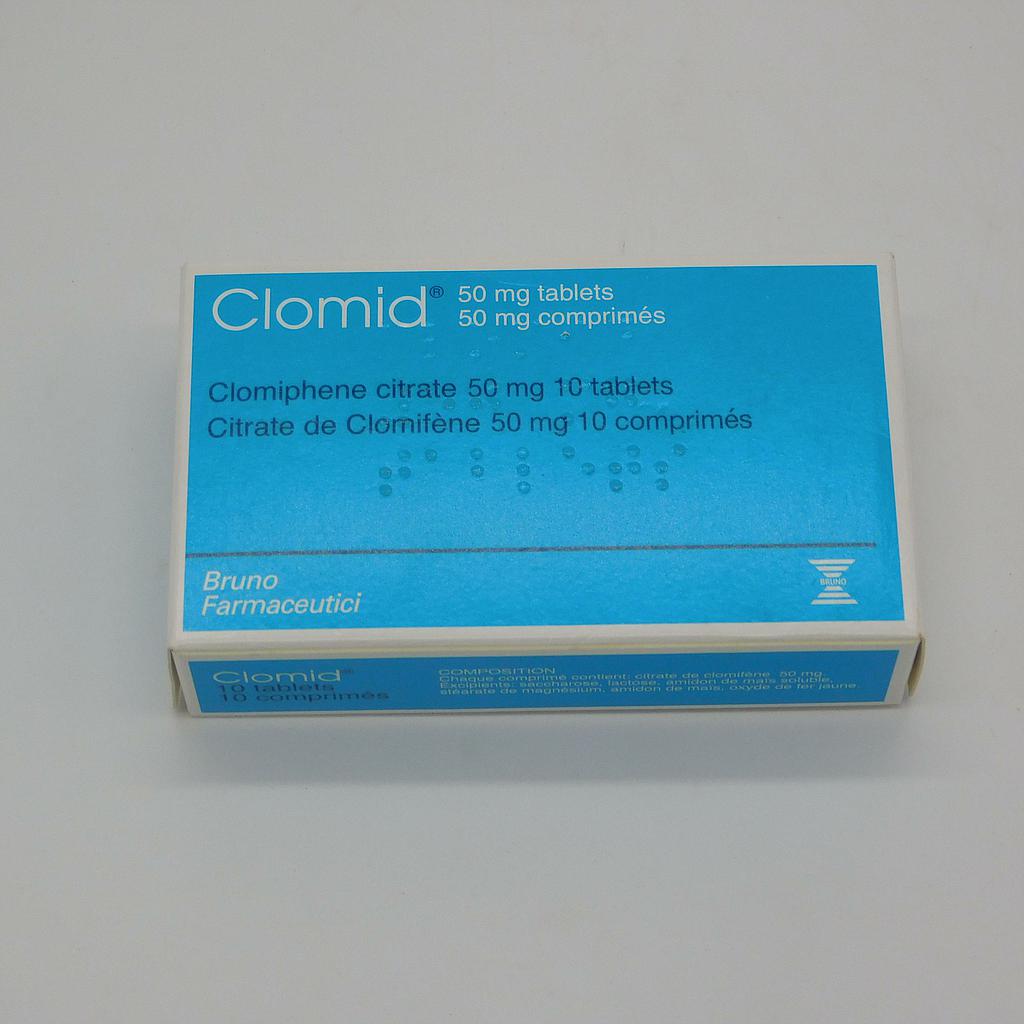 Clomid® 50 mg tablets
50 mg comprimés
Clomiphene citrate 50 mg 10 tablets
Citrate de Clomifène 50 mg 10 comprimés
Bruno
Farmaceutici
BRUNO
Clomid®
10 tablets
10 comprimés
COMPOSITION
Chaque comprimé contient: citrate de clomifène 50 mg.
Excipients: saccharose, lactose, amidon de maïs soluble,
stéarate de magnésium, amidon de maïs, oxyde de fer jaune.